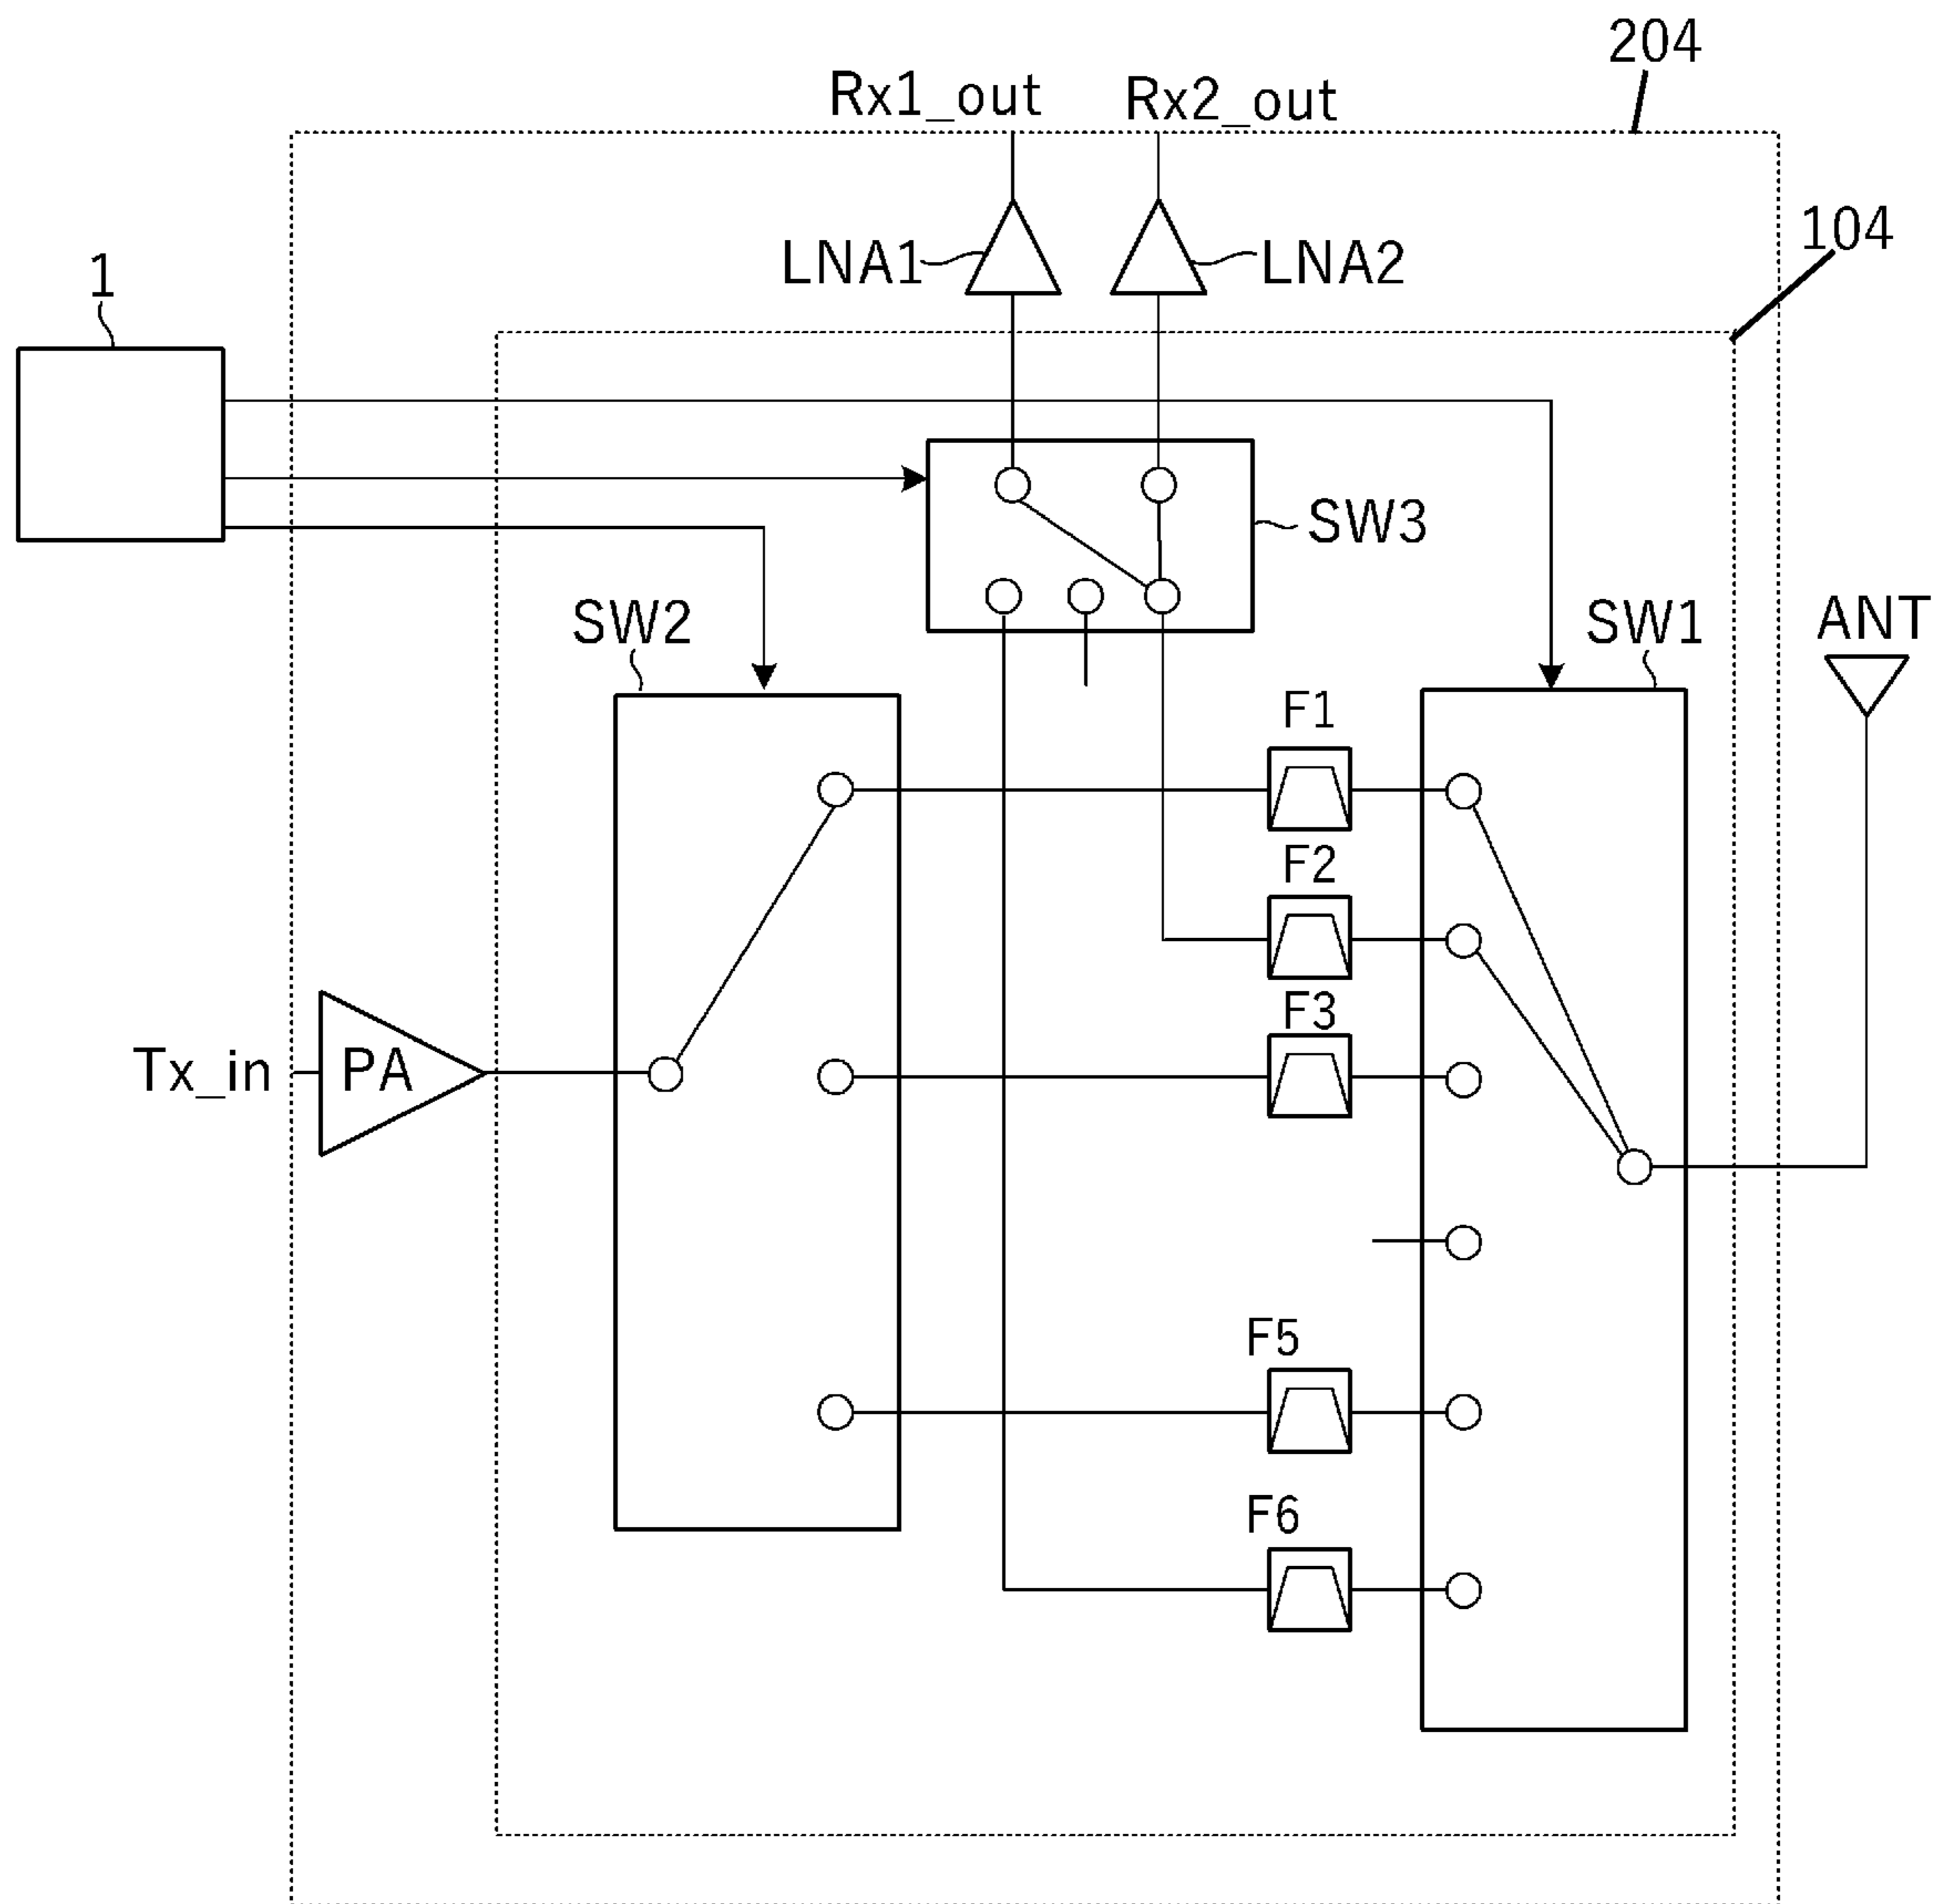 204
Rx1_out
Rx2_out
104
LNA1
LNA2
1
SW3
SW2
SW1
ANT
F1
F2
F3
Tx_in
PA
F5
F6